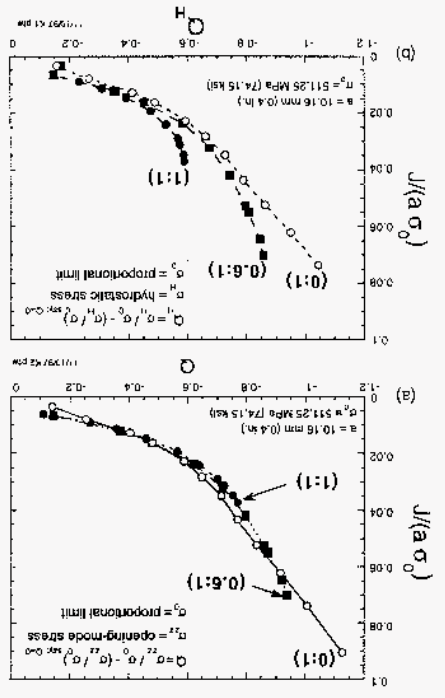 Q = σzz/σ0 - (σzz/σ0)SSY; Q=0
σzz = opening-mode stress
σ0 = proportional limit
(0:1)
(0.6:1)
(1:1)
a = 10.16 mm (0.4 in.)
σ0 = 511.25 MPa (74.15 ksi)
J/(a σ0)
0.1
0.08
0.06
0.04
0.02
0
-1.2 -1 -0.8 -0.6 -0.4 -0.2 0
(a)
Q
QH = σH/σ0 - (σH/σ0)SSY; Q=0
σH = hydrostatic stress
σ0 = proportional limit
(0:1)
(0.6:1)
(1:1)
a = 10.16 mm (0.4 in.)
σ0 = 511.25 MPa (74.15 ksi)
J/(a σ0)
0.1
0.08
0.06
0.04
0.02
0
-1.2 -1 -0.8 -0.6 -0.4 -0.2 0
(b)
QH